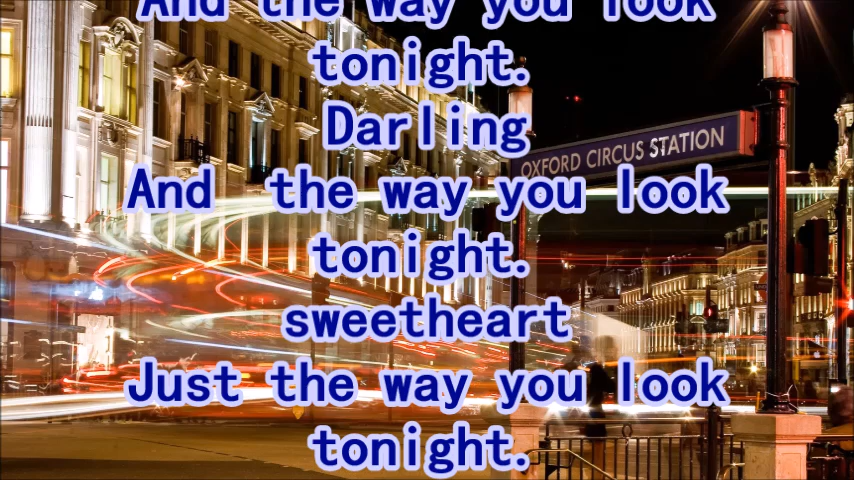 And the way you look
tonight.
Darling
OXFORD CIRCUS STATION
And  the way you look
tonight.
sweetheart
Just the way you look
tonight.